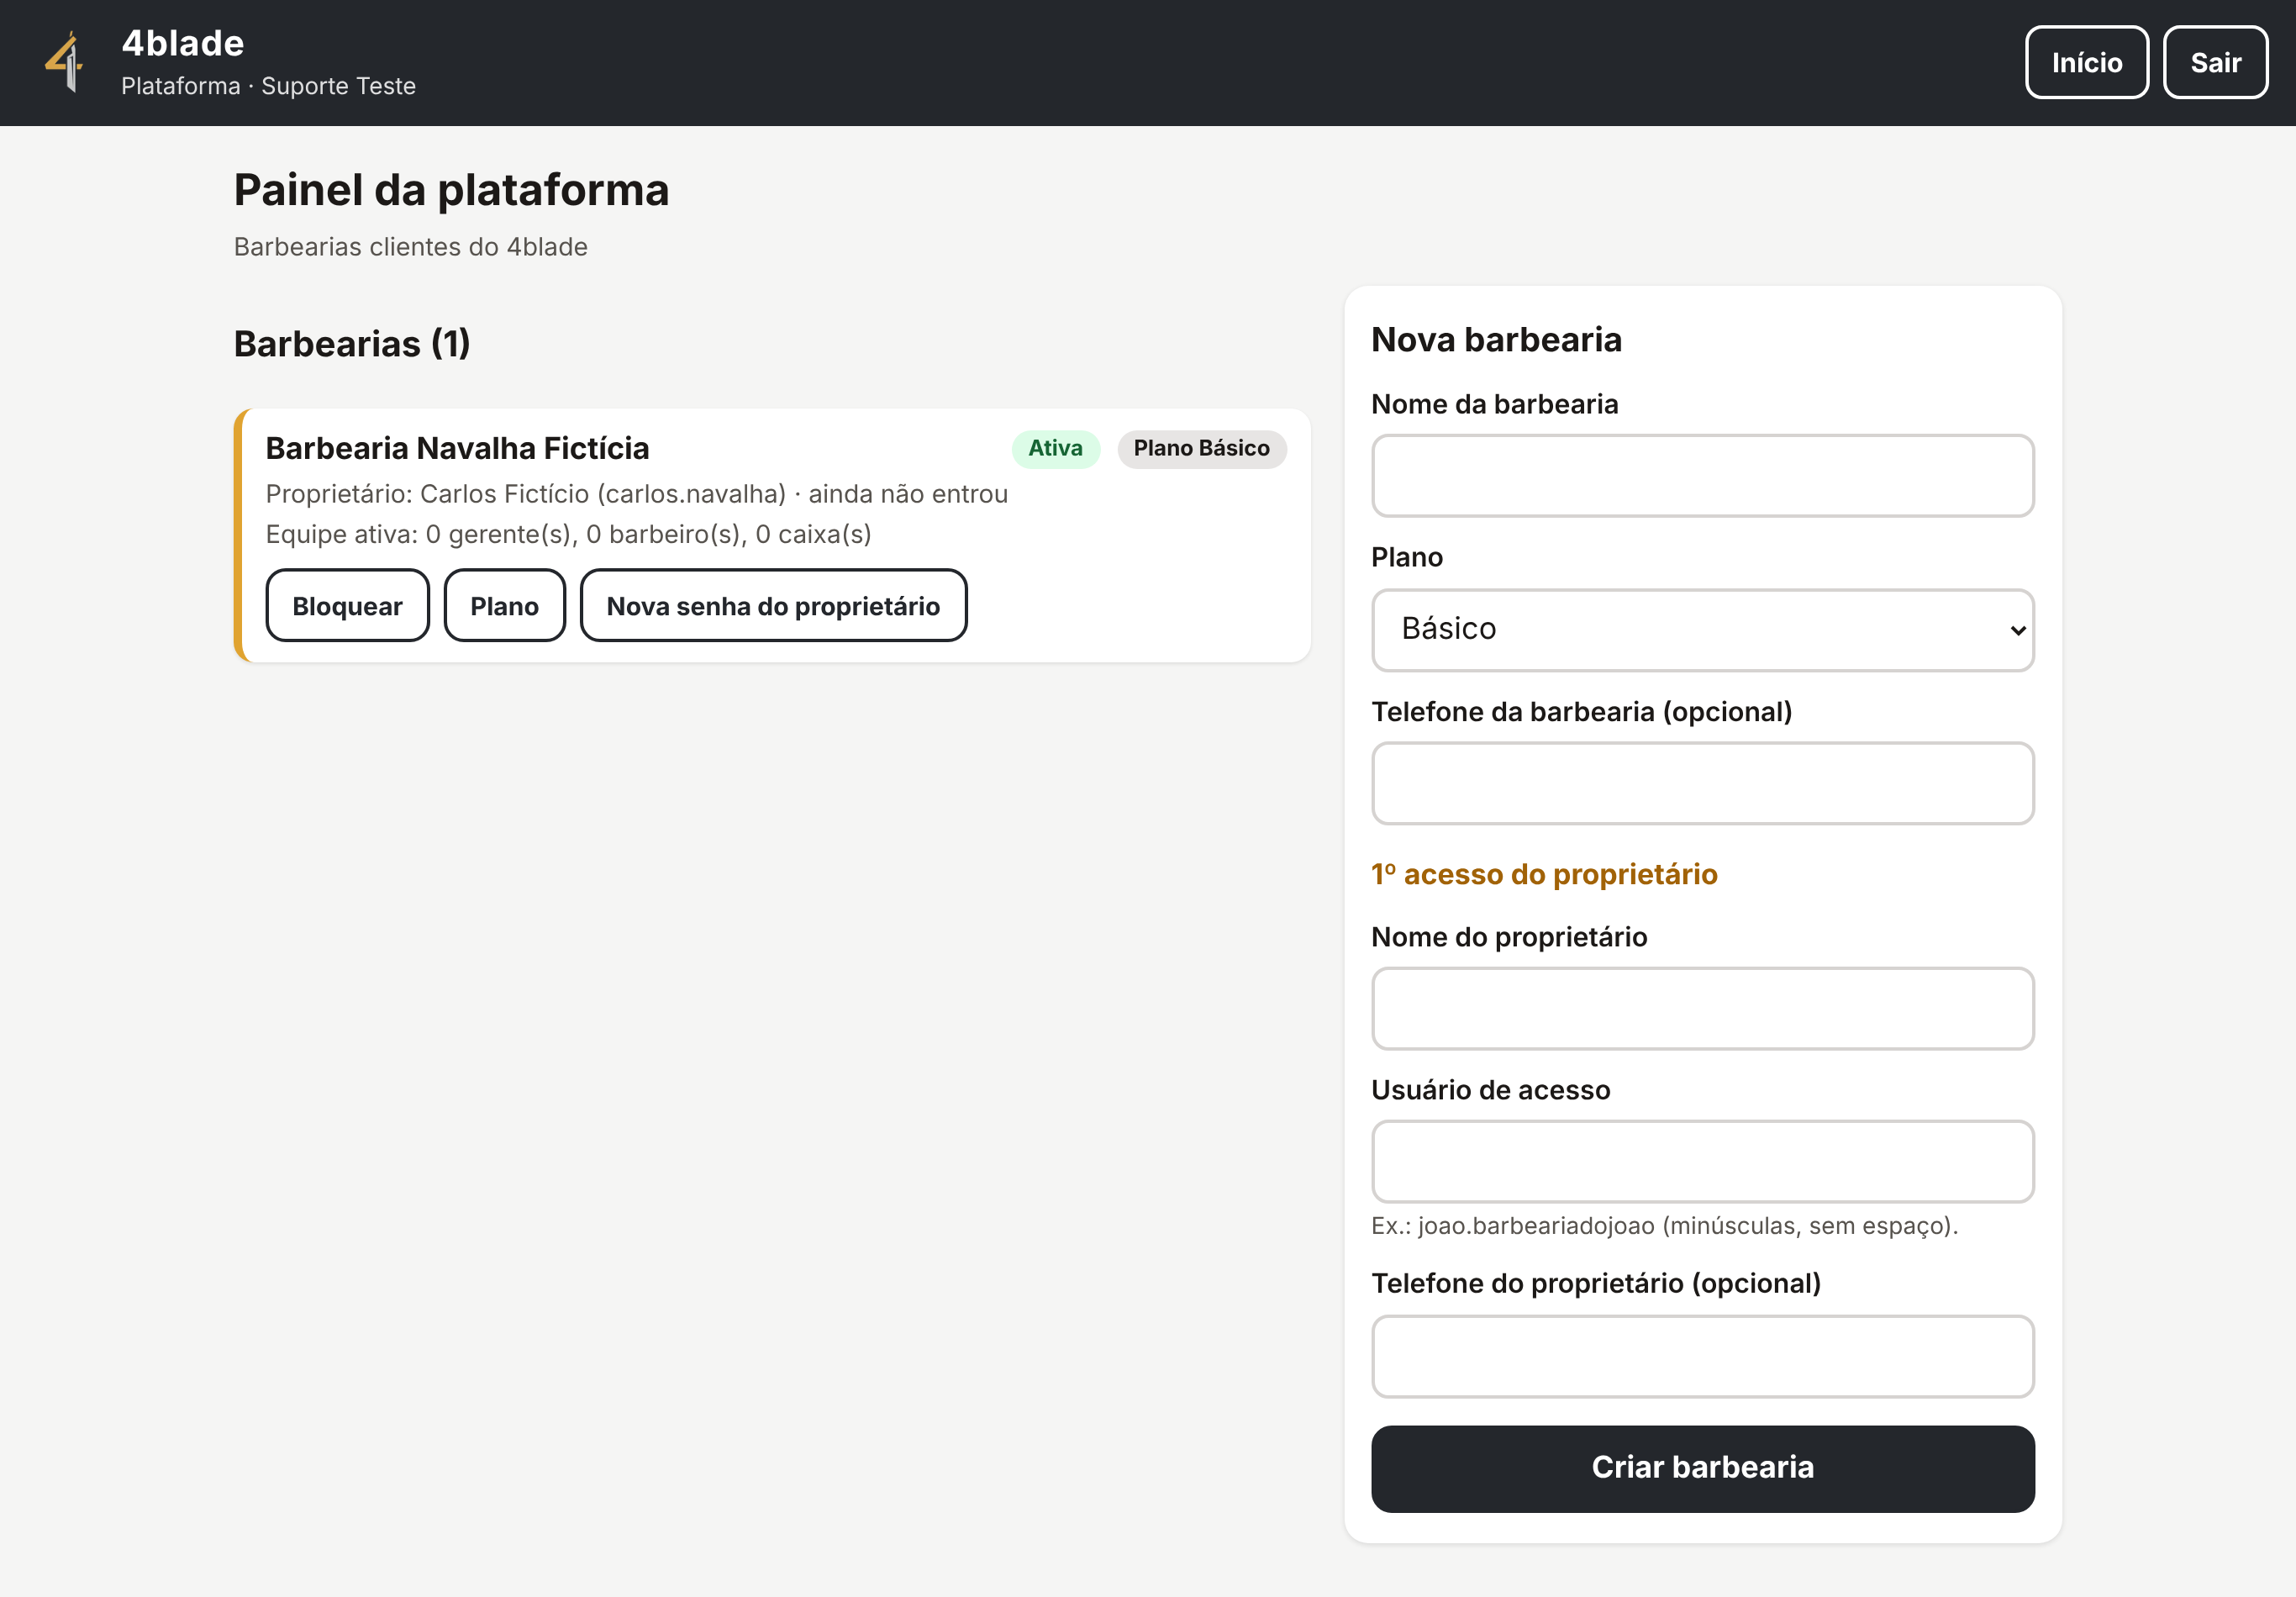 4blade
Plataforma · Suporte Teste
Início
Sair
Painel da plataforma
Barbearias clientes do 4blade
Barbearias (1)
Barbearia Navalha Fictícia
Ativa
Plano Básico
Proprietário: Carlos Fictício (carlos.navalha) · ainda não entrou
Equipe ativa: 0 gerente(s), 0 barbeiro(s), 0 caixa(s)
Bloquear
Plano
Nova senha do proprietário
Nova barbearia
Nome da barbearia
Plano
Básico
Telefone da barbearia (opcional)
1º acesso do proprietário
Nome do proprietário
Usuário de acesso
Ex.: joao.barbeariadojoao (minúsculas, sem espaço).
Telefone do proprietário (opcional)
Criar barbearia